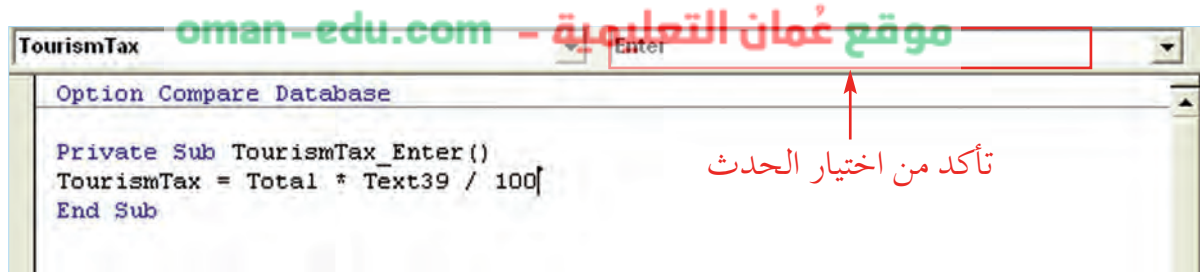 موقع عُمان التعليمية - oman-edu.com
TourismTax
Enter
Option Compare Database
Private Sub TourismTax_Enter()
TourismTax = Total * Text39 / 100
End Sub
تأكد من اختيار الحدث